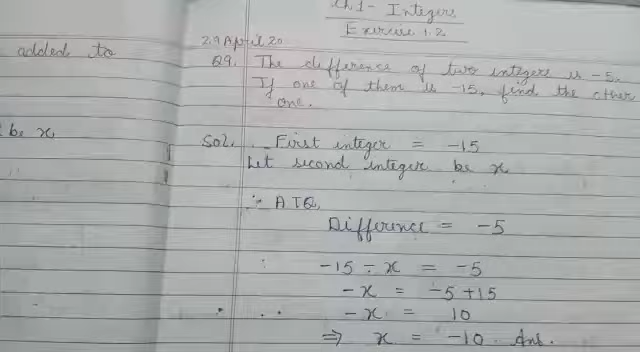 Ch.1 - Integers
Exercise 1.2
29 April 20
added to
Q9. The difference of two integers is -5.
If one of them is -15, find the other
one.
be x
Sol. First integer = -15
Let second integer be x
∵ ATQ,
Difference = -5
∴ -15 - x = -5
-x = -5 +15
∴ -x = 10
⇒ x = -10 Ans.